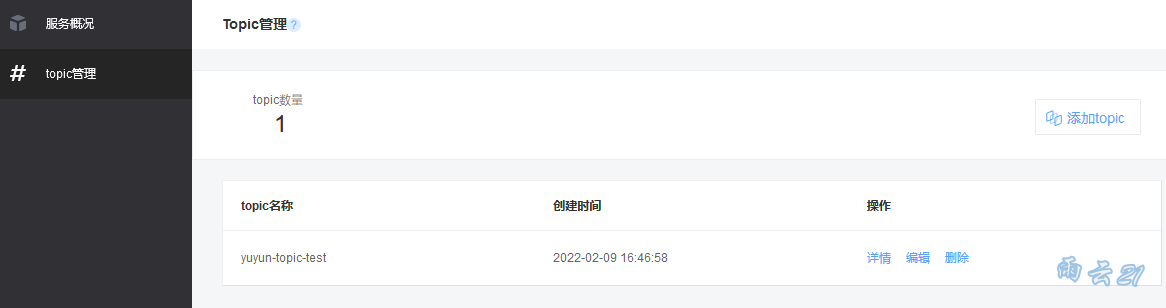 服务概况
topic管理
Topic管理?
topic数量
1
添加topic
topic名称 创建时间 操作
yuyun-topic-test 2022-02-09 16:46:58 详情 编辑 删除
雨云21